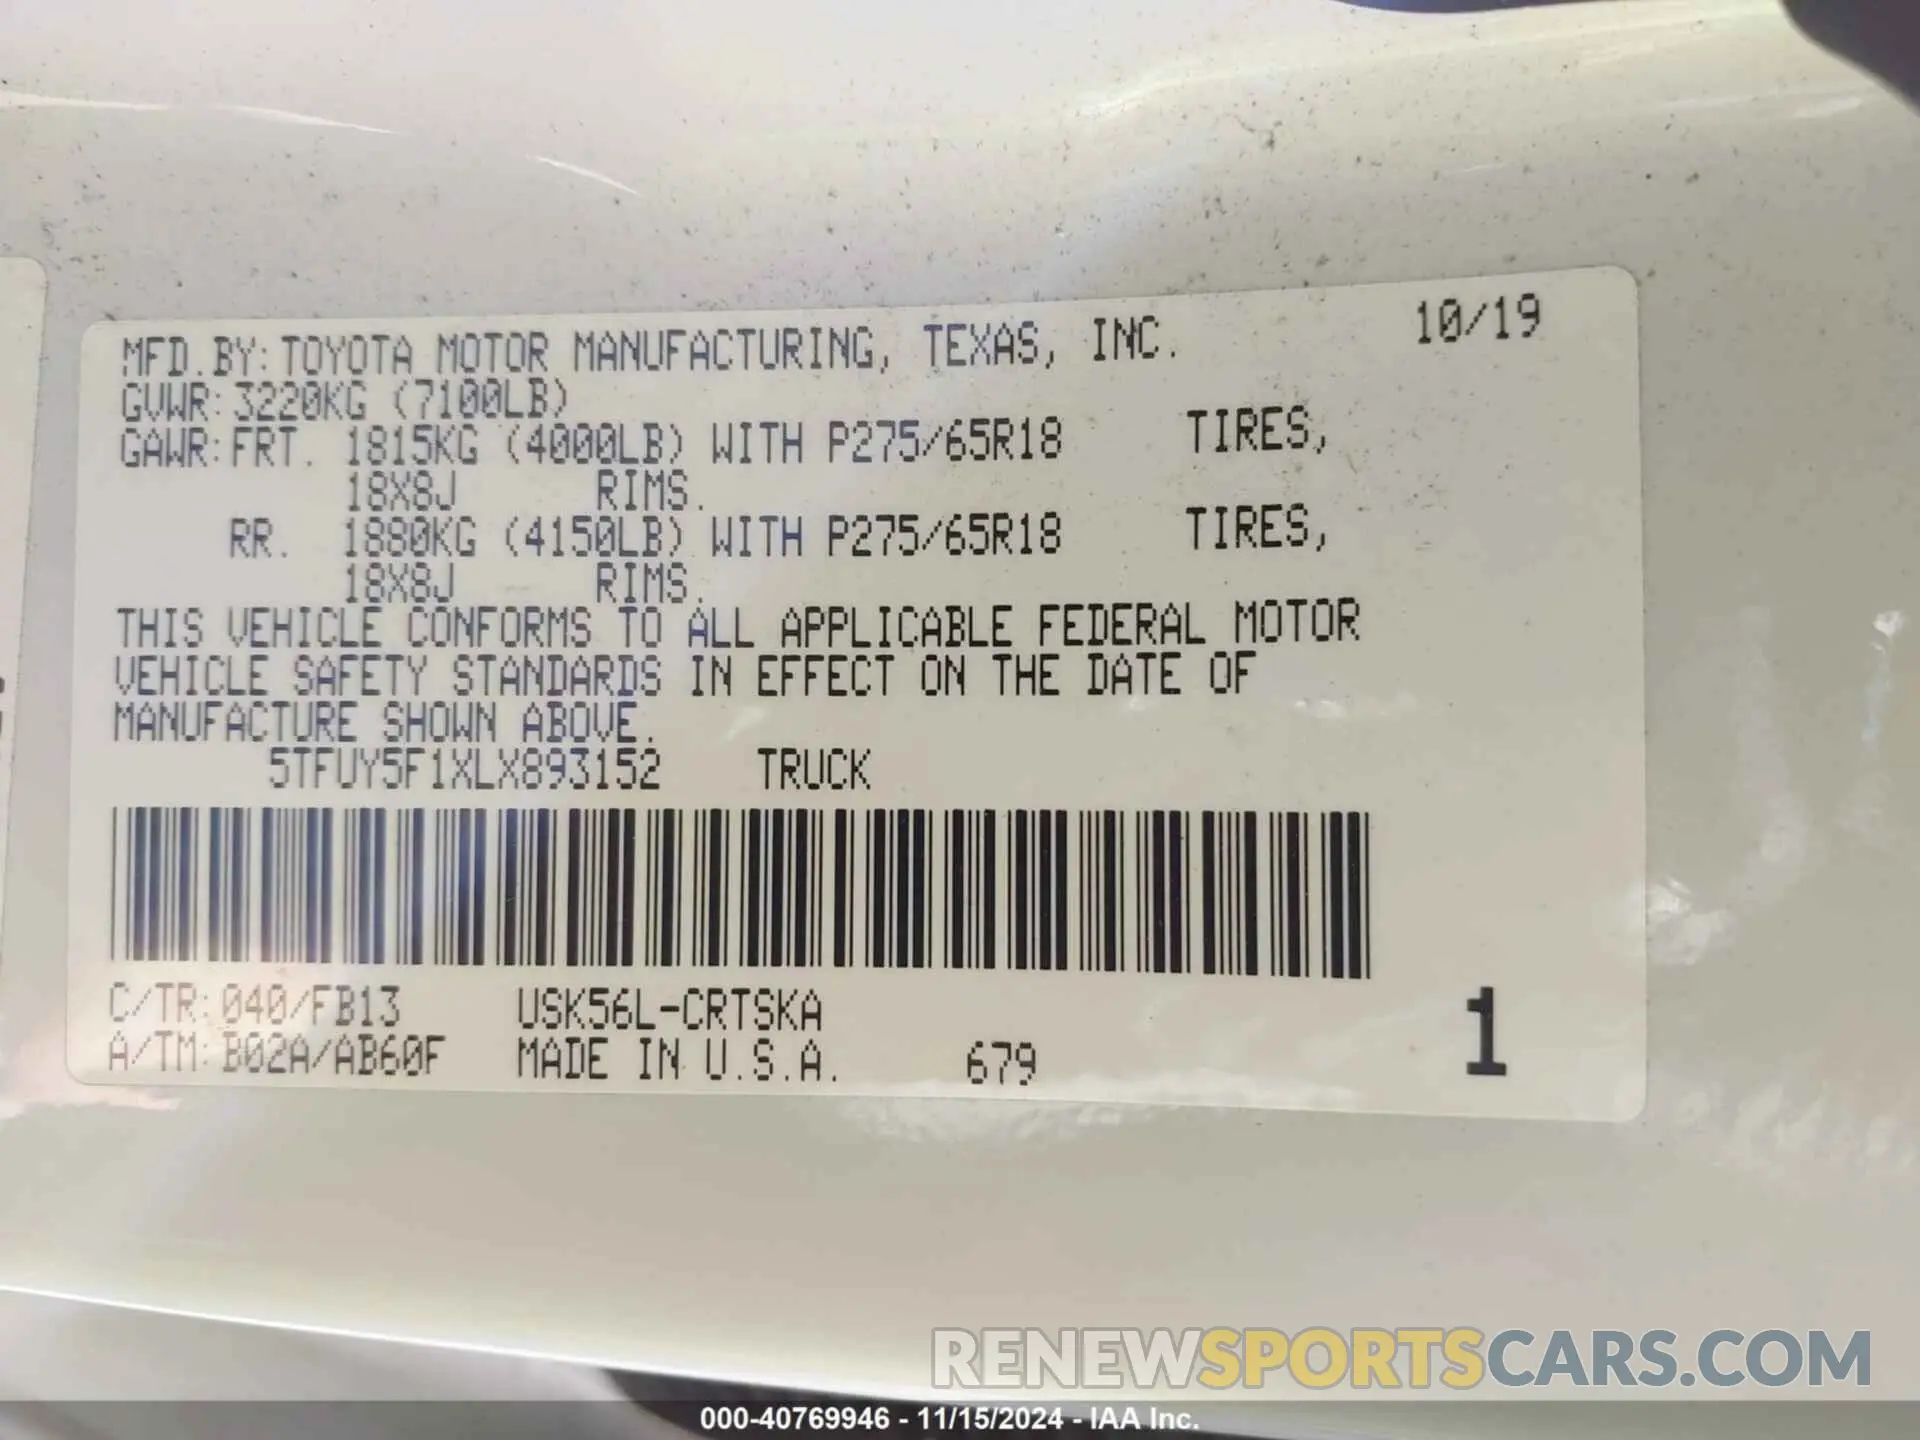 MFD.BY:TOYOTA MOTOR MANUFACTURING, TEXAS, INC. 10/19
GVWR:3220KG (7100LB)
GAWR:FRT. 1815KG (4000LB) WITH P275/65R18 TIRES,
18X8J RIMS.
RR. 1880KG (4150LB) WITH P275/65R18 TIRES,
18X8J RIMS.
THIS VEHICLE CONFORMS TO ALL APPLICABLE FEDERAL MOTOR
VEHICLE SAFETY STANDARDS IN EFFECT ON THE DATE OF
MANUFACTURE SHOWN ABOVE.
5TFUY5F1XLX893152 TRUCK
C/TR:040/FB13 USK56L-CRTSKA
A/TM:B02A/AB60F MADE IN U.S.A. 679
1
RENEWSPORTSCARS.COM
000-40769946 - 11/15/2024 - IAA Inc.